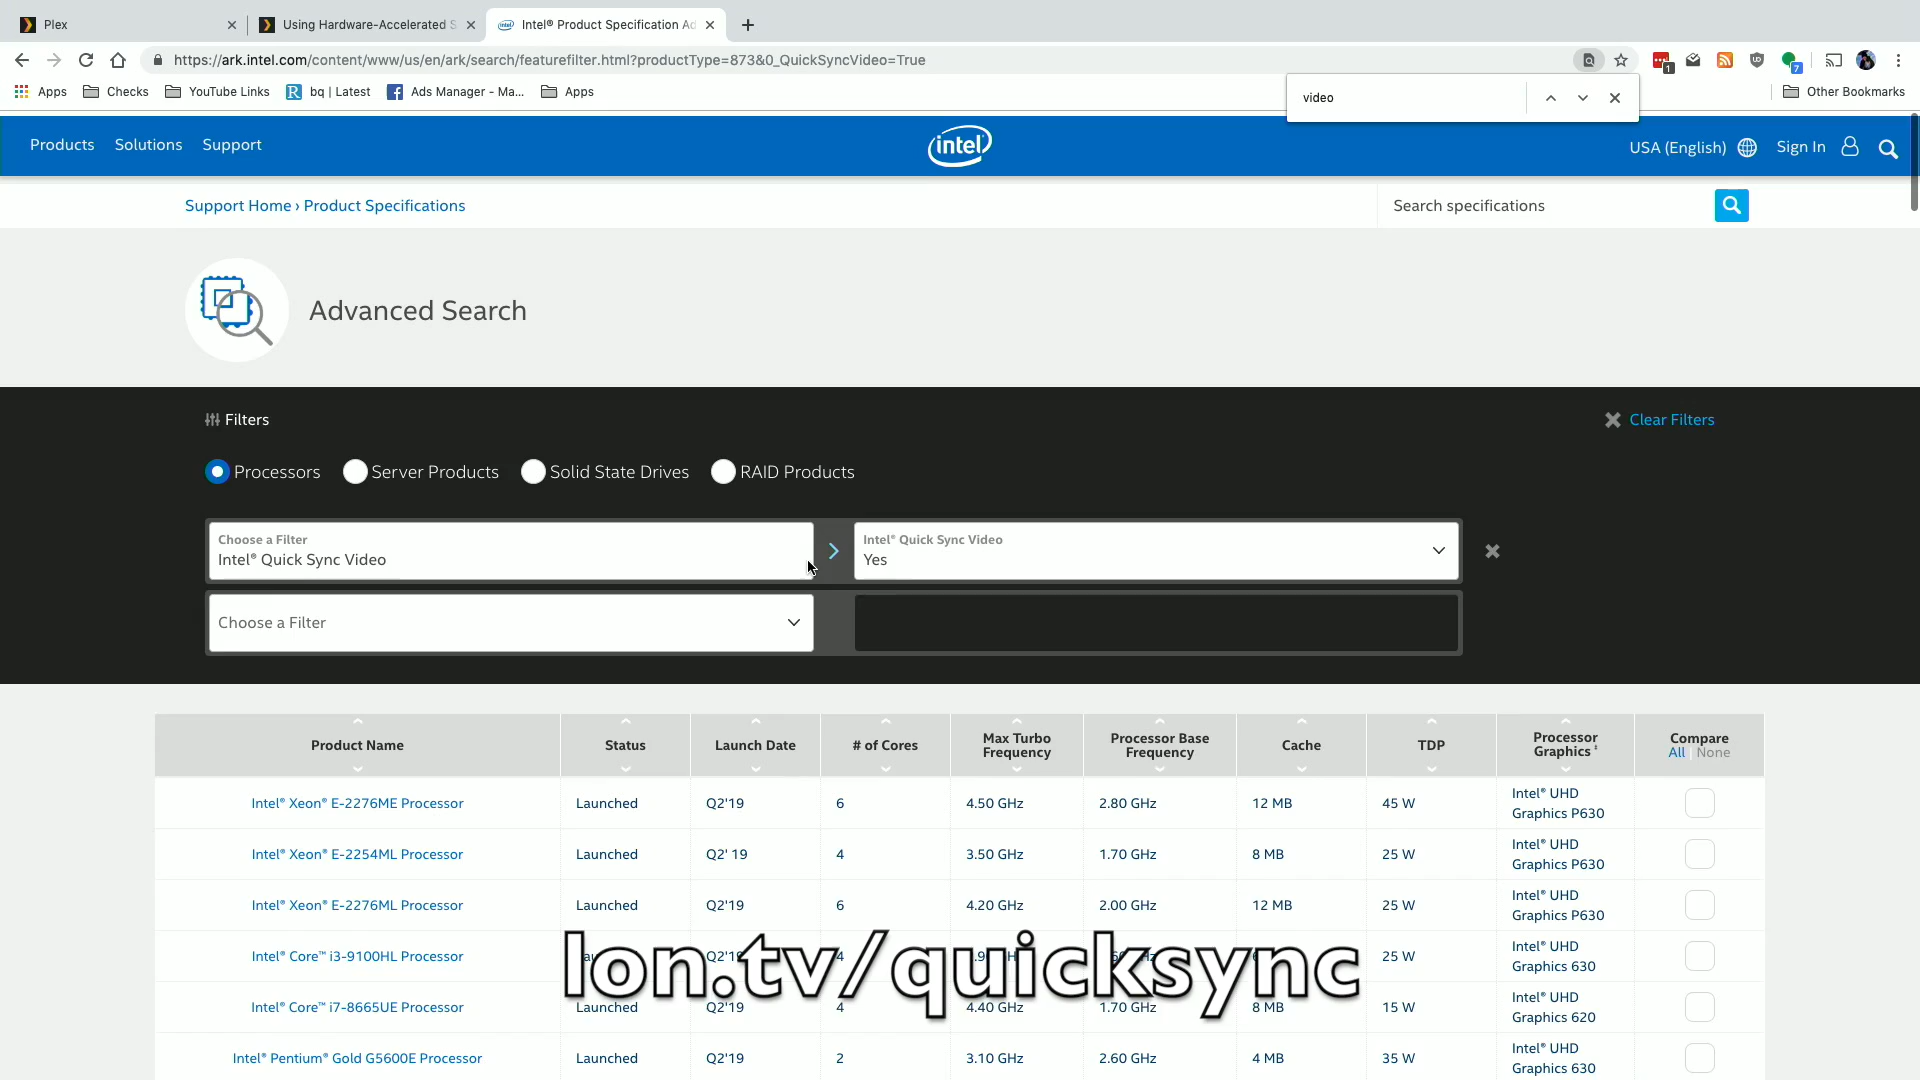 Plex
Using Hardware-Accelerated S
intel Intel® Product Specification Ad
https://ark.intel.com/content/www/us/en/ark/search/featurefilter.html?productType=873&0_QuickSyncVideo=True
1
7
Apps Checks YouTube Links bq | Latest Ads Manager - Ma... Apps Other Bookmarks
video
Products Solutions Support
intel
USA (English) Sign In
Support Home › Product Specifications
Search specifications
Advanced Search
Filters
Clear Filters
Processors Server Products Solid State Drives RAID Products
Choose a Filter
Intel® Quick Sync Video
Intel® Quick Sync Video
Yes
Choose a Filter
Product Name Status Launch Date # of Cores Max Turbo Frequency Processor Base Frequency Cache TDP Processor Graphics ‡ Compare All | None
Intel® Xeon® E-2276ME Processor Launched Q2'19 6 4.50 GHz 2.80 GHz 12 MB 45 W Intel® UHD Graphics P630
Intel® Xeon® E-2254ML Processor Launched Q2' 19 4 3.50 GHz 1.70 GHz 8 MB 25 W Intel® UHD Graphics P630
Intel® Xeon® E-2276ML Processor Launched Q2'19 6 4.20 GHz 2.00 GHz 12 MB 25 W Intel® UHD Graphics P630
Intel® Core™ i3-9100HL Processor 4 25 W Intel® UHD Graphics 630
lon.tv/quicksync
Intel® Core™ i7-8665UE Processor Launched Q2'19 4 4.40 GHz 1.70 GHz 8 MB 15 W Intel® UHD Graphics 620
Intel® Pentium® Gold G5600E Processor Launched Q2'19 2 3.10 GHz 2.60 GHz 4 MB 35 W Intel® UHD Graphics 630